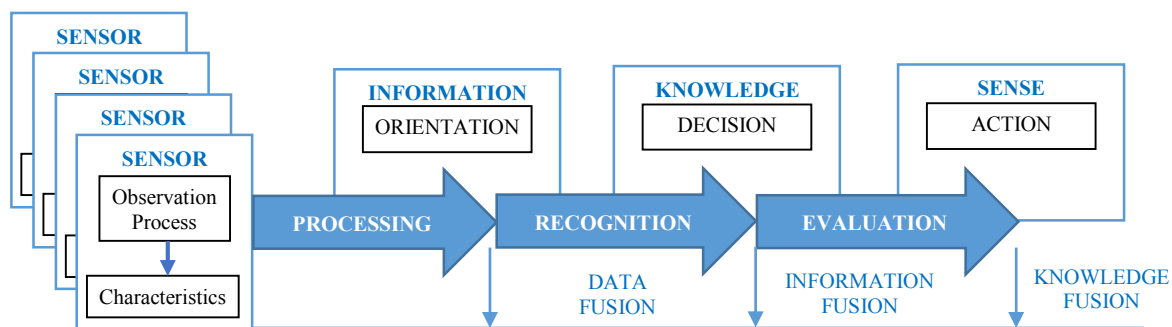 SENSOR
SENSOR
SENSOR
SENSOR
Observation
Process
Characteristics
INFORMATION
ORIENTATION
KNOWLEDGE
DECISION
SENSE
ACTION
PROCESSING
RECOGNITION
EVALUATION
DATA
FUSION
INFORMATION
FUSION
KNOWLEDGE
FUSION